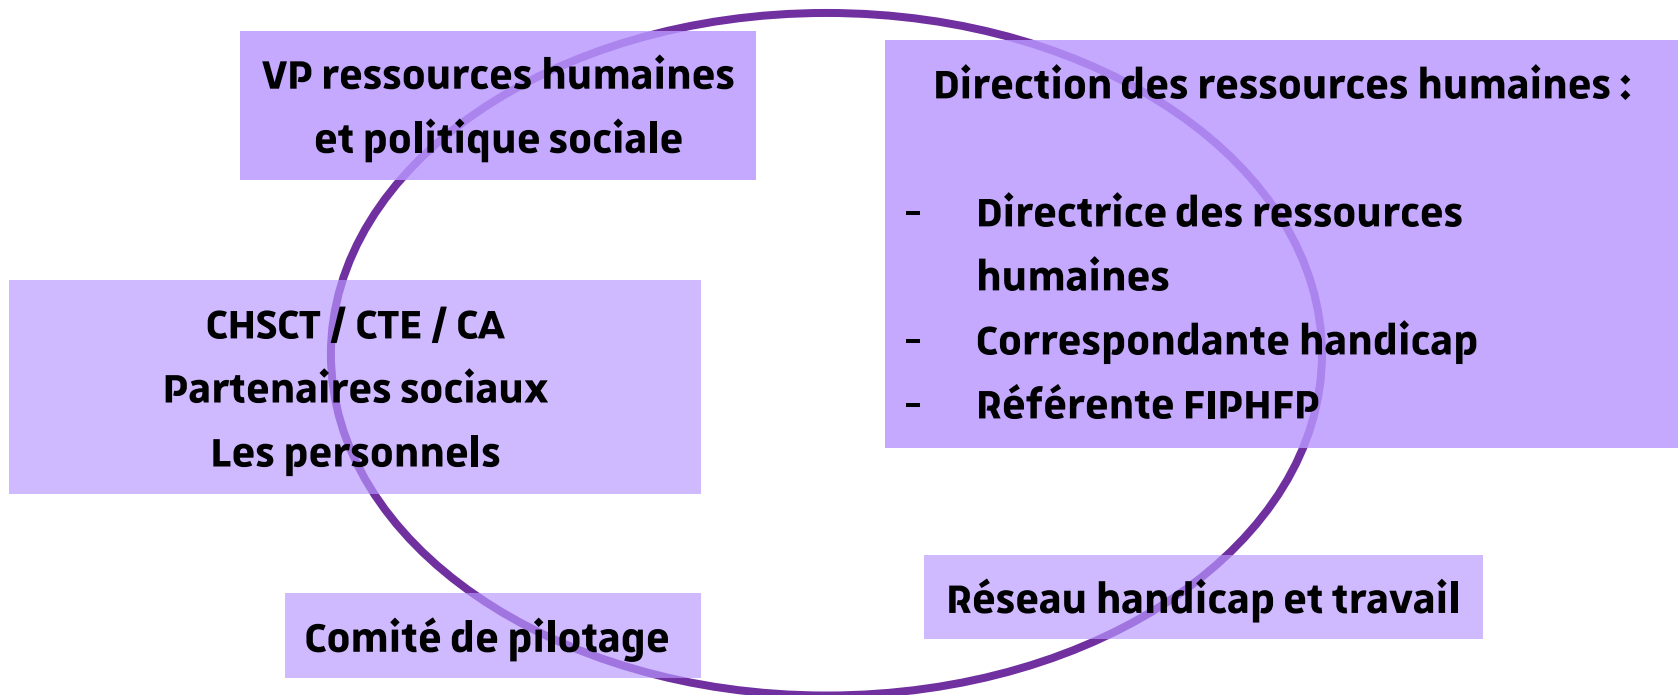 VP ressources humaines
et politique sociale
Direction des ressources humaines :
- Directrice des ressources
humaines
- Correspondante handicap
- Référente FIPHFP
CHSCT / CTE / CA
Partenaires sociaux
Les personnels
Réseau handicap et travail
Comité de pilotage